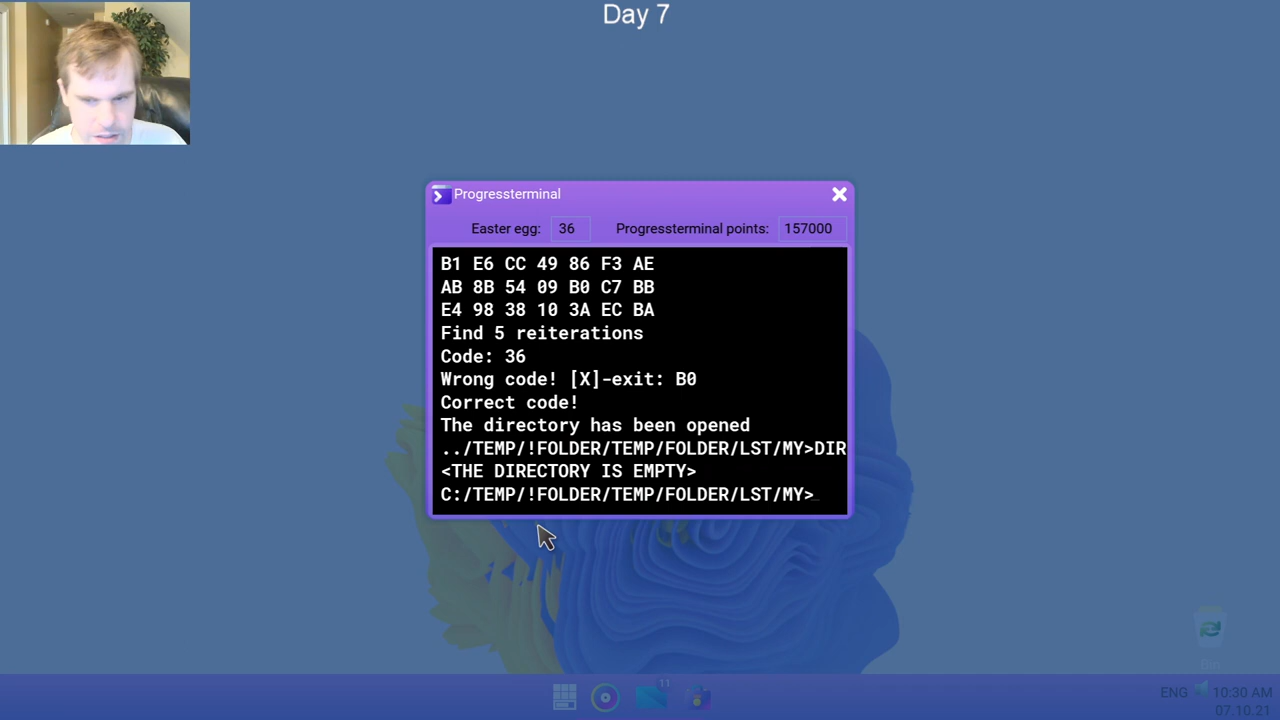 Day 7
Progressterminal
Easter egg: 36 Progressterminal points: 157000
B1 E6 CC 49 86 F3 AE
AB 8B 54 09 B0 C7 BB
E4 98 38 10 3A EC BA
Find 5 reiterations
Code: 36
Wrong code! [X]-exit: B0
Correct code!
The directory has been opened
../TEMP/!FOLDER/TEMP/FOLDER/LST/MY>DIR
<THE DIRECTORY IS EMPTY>
C:/TEMP/!FOLDER/TEMP/FOLDER/LST/MY>_
Bin
11
ENG 10:30 AM
07.10.21